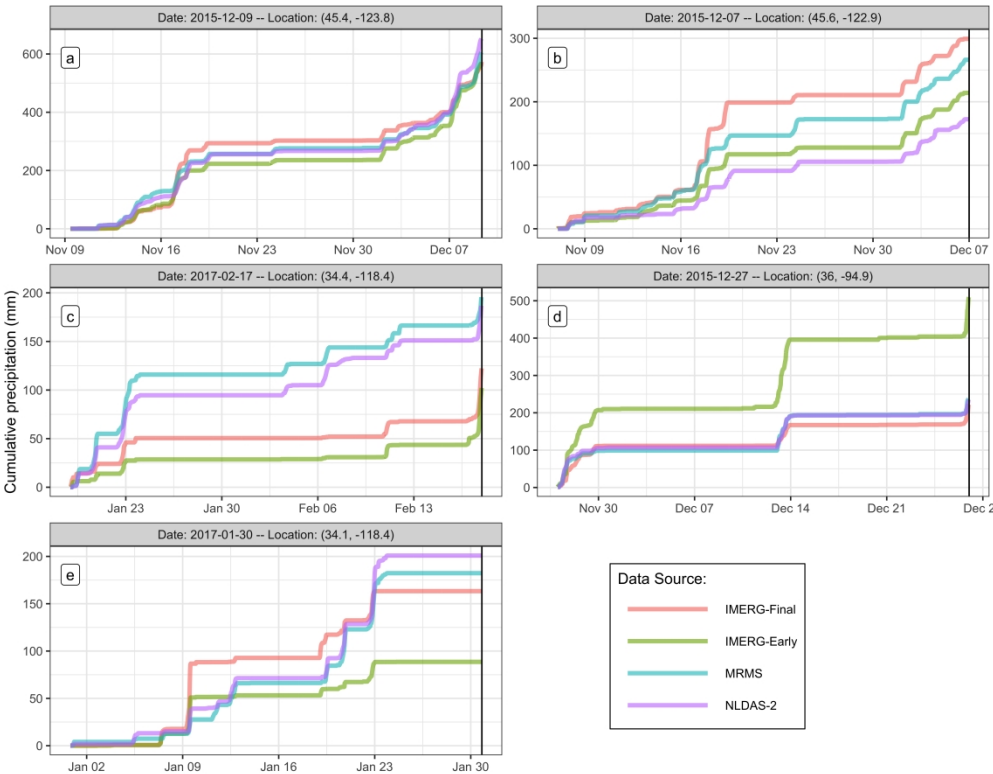 Date: 2015-12-09 -- Location: (45.4, -123.8)
a
600
400
200
0
Nov 09 Nov 16 Nov 23 Nov 30 Dec 07
Date: 2015-12-07 -- Location: (45.6, -122.9)
b
300
200
100
0
Nov 09 Nov 16 Nov 23 Nov 30 Dec 07
Cumulative precipitation (mm)
Date: 2017-02-17 -- Location: (34.4, -118.4)
c
200
150
100
50
0
Jan 23 Jan 30 Feb 06 Feb 13
Date: 2015-12-27 -- Location: (36, -94.9)
d
500
400
300
200
100
0
Nov 30 Dec 07 Dec 14 Dec 21 Dec 2
Date: 2017-01-30 -- Location: (34.1, -118.4)
e
200
150
100
50
0
Jan 02 Jan 09 Jan 16 Jan 23 Jan 30
Data Source:
IMERG-Final
IMERG-Early
MRMS
NLDAS-2